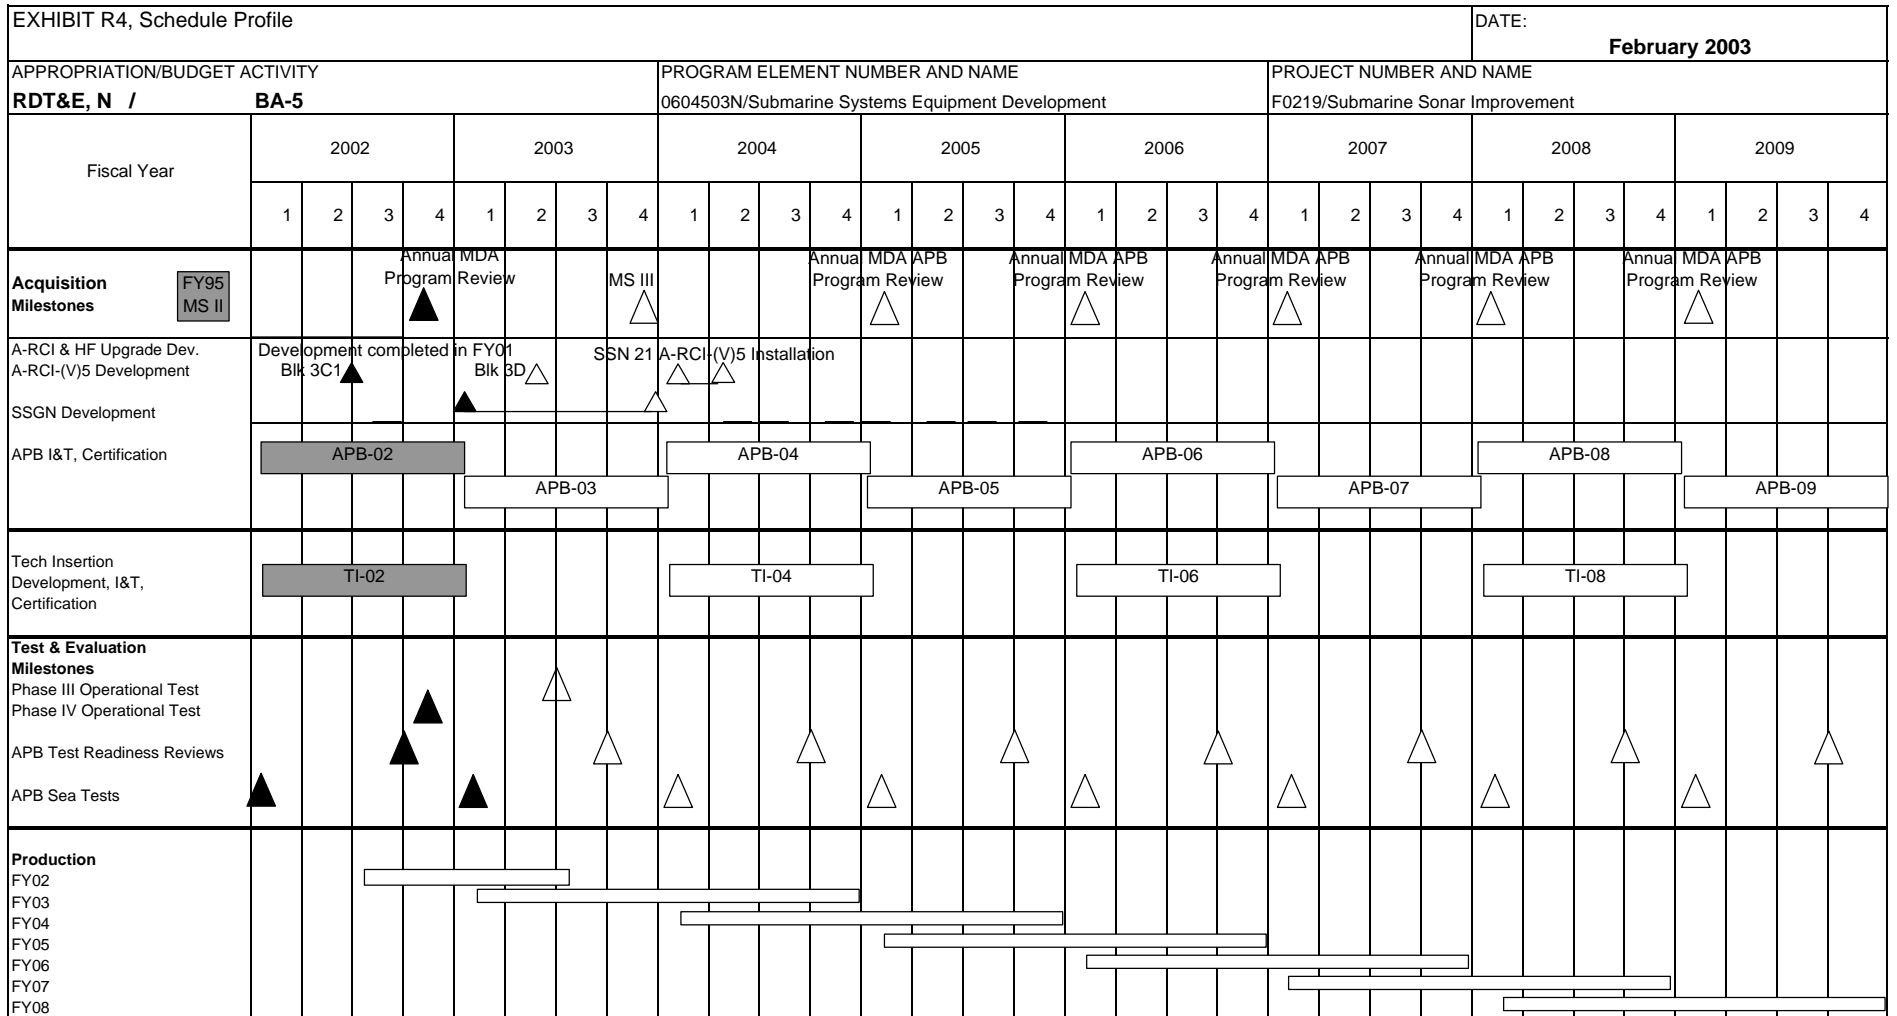 EXHIBIT R4, Schedule Profile
DATE:
February 2003
APPROPRIATION/BUDGET ACTIVITY
PROGRAM ELEMENT NUMBER AND NAME
PROJECT NUMBER AND NAME
RDT&E, N / BA-5
0604503N/Submarine Systems Equipment Development
F0219/Submarine Sonar Improvement
Fiscal Year
2002 2003 2004 2005 2006 2007 2008 2009
1 2 3 4 1 2 3 4 1 2 3 4 1 2 3 4 1 2 3 4 1 2 3 4 1 2 3 4 1 2 3 4
Acquisition
Milestones
FY95
MS II
Annual MDA
Program Review
MS III
Annual MDA APB
Program Review
Annual MDA APB
Program Review
Annual MDA APB
Program Review
Annual MDA APB
Program Review
Annual MDA APB
Program Review
A-RCI & HF Upgrade Dev.
Development completed in FY01
SSN 21 A-RCI-(V)5 Installation
A-RCI-(V)5 Development
Blk 3C1
Blk 3D
SSGN Development
APB I&T, Certification
APB-02 APB-04 APB-06 APB-08
APB-03 APB-05 APB-07 APB-09
Tech Insertion
Development, I&T,
Certification
TI-02 TI-04 TI-06 TI-08
Test & Evaluation
Milestones
Phase III Operational Test
Phase IV Operational Test
APB Test Readiness Reviews
APB Sea Tests
Production
FY02
FY03
FY04
FY05
FY06
FY07
FY08